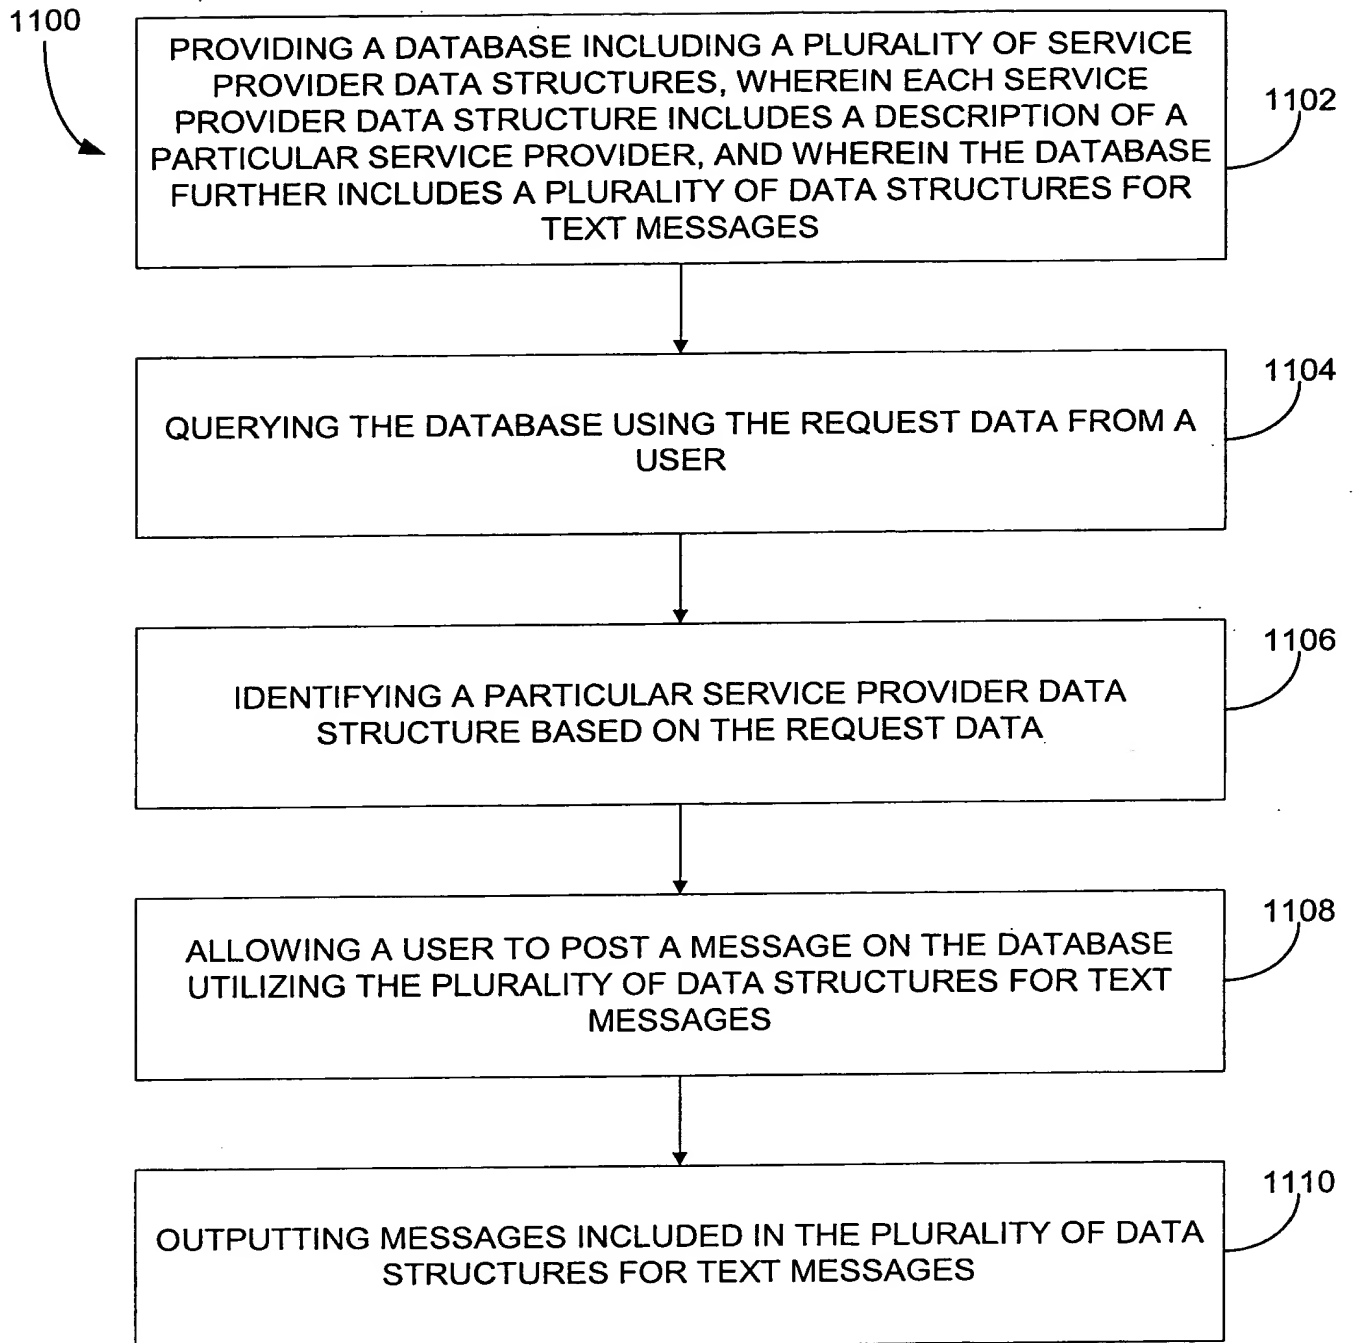 1100
PROVIDING A DATABASE INCLUDING A PLURALITY OF SERVICE
PROVIDER DATA STRUCTURES, WHEREIN EACH SERVICE
PROVIDER DATA STRUCTURE INCLUDES A DESCRIPTION OF A
PARTICULAR SERVICE PROVIDER, AND WHEREIN THE DATABASE
FURTHER INCLUDES A PLURALITY OF DATA STRUCTURES FOR
TEXT MESSAGES
1102
QUERYING THE DATABASE USING THE REQUEST DATA FROM A
USER
1104
IDENTIFYING A PARTICULAR SERVICE PROVIDER DATA
STRUCTURE BASED ON THE REQUEST DATA
1106
ALLOWING A USER TO POST A MESSAGE ON THE DATABASE
UTILIZING THE PLURALITY OF DATA STRUCTURES FOR TEXT
MESSAGES
1108
OUTPUTTING MESSAGES INCLUDED IN THE PLURALITY OF DATA
STRUCTURES FOR TEXT MESSAGES
1110